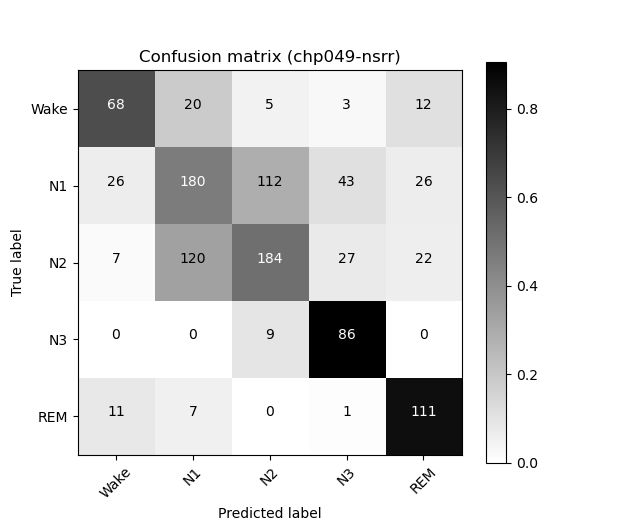 Confusion matrix (chp049-nsrr)
Wake 68 20 5 3 12
N1 26 180 112 43 26
N2 7 120 184 27 22
N3 0 0 9 86 0
REM 11 7 0 1 111
Wake N1 N2 N3 REM
True label
Predicted label
0.8
0.6
0.4
0.2
0.0